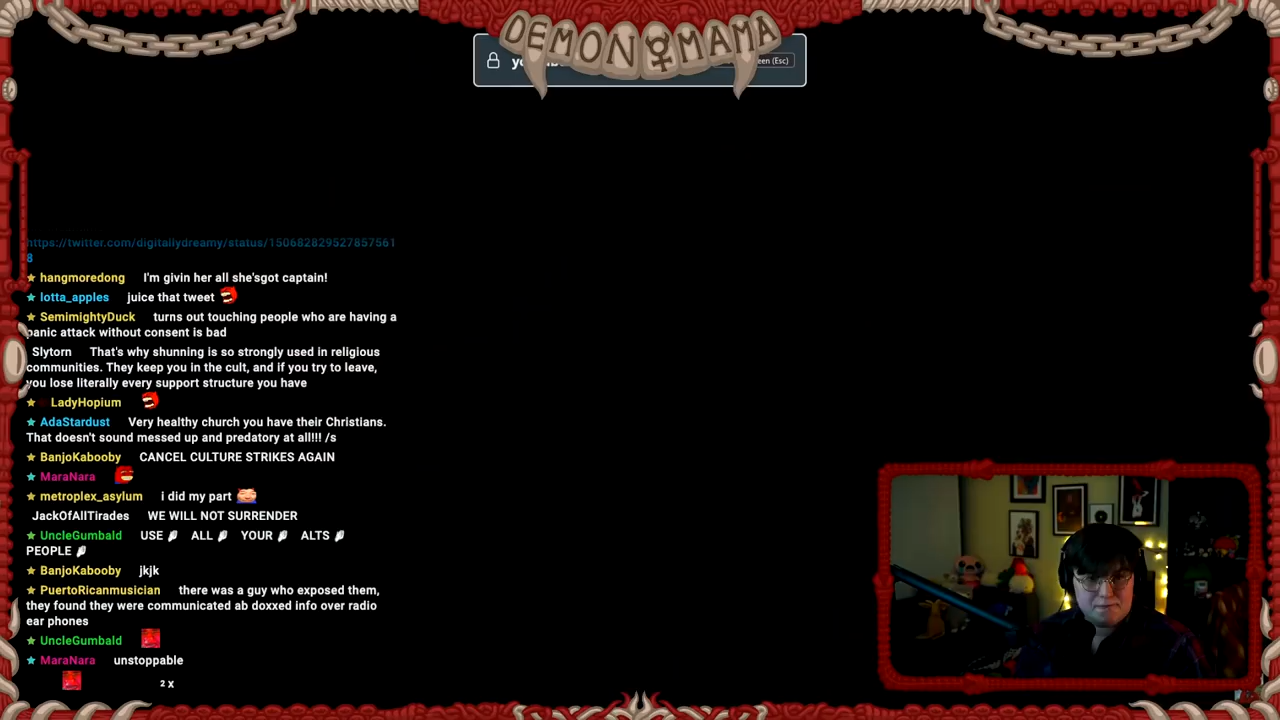 DEMON MAMA
yo
een (Esc)
https://twitter.com/digitallydreamy/status/150682829527857561
8
hangmoredong I'm givin her all she'sgot captain!
lotta_apples juice that tweet
SemimightyDuck turns out touching people who are having a
panic attack without consent is bad
Slytorn That's why shunning is so strongly used in religious
communities. They keep you in the cult, and if you try to leave,
you lose literally every support structure you have
LadyHopium
AdaStardust Very healthy church you have their Christians.
That doesn't sound messed up and predatory at all!!! /s
BanjoKabooby CANCEL CULTURE STRIKES AGAIN
MaraNara
metroplex_asylum i did my part
JackOfAllTirades WE WILL NOT SURRENDER
UncleGumbald USE ALL YOUR ALTS
PEOPLE
BanjoKabooby jkjk
PuertoRicanmusician there was a guy who exposed them,
they found they were communicated ab doxxed info over radio
ear phones
UncleGumbald
MaraNara unstoppable
2 x